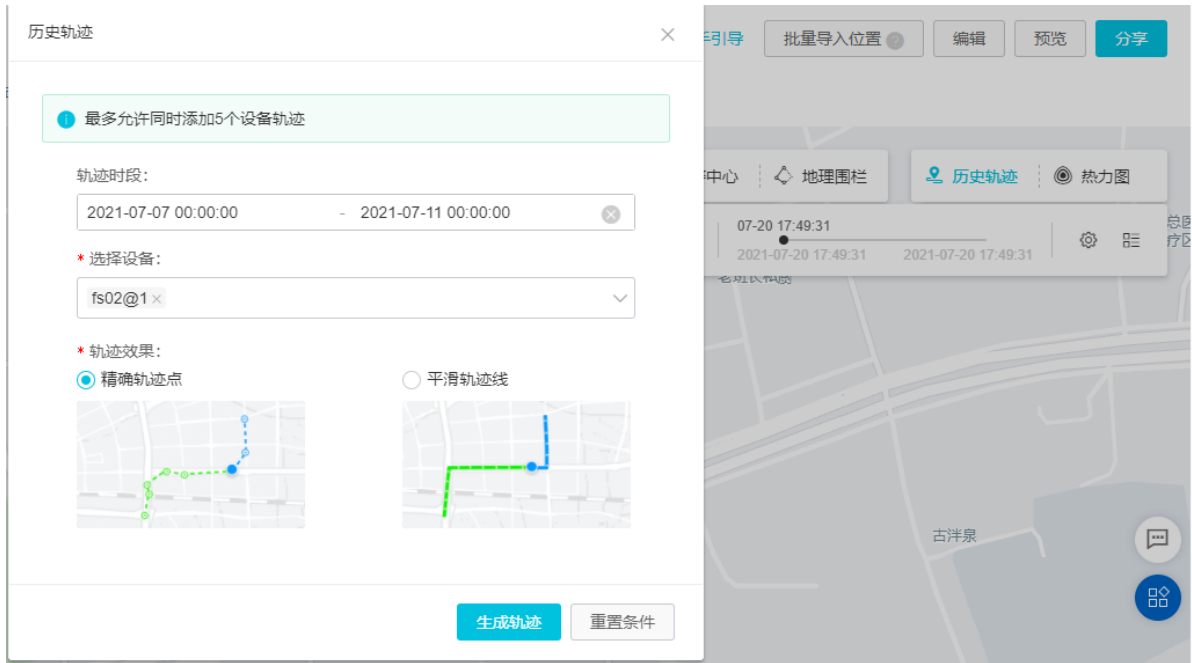 历史轨迹
引导
批量导入位置
编辑
预览
分享
最多允许同时添加5个设备轨迹
轨迹时段：
2021-07-07 00:00:00 - 2021-07-11 00:00:00
* 选择设备：
fs02@1
* 轨迹效果：
精确轨迹点
平滑轨迹线
生成轨迹
重置条件
中心
地理围栏
历史轨迹
热力图
07-20 17:49:31
2021-07-20 17:49:31
2021-07-20 17:49:31
古泮泉